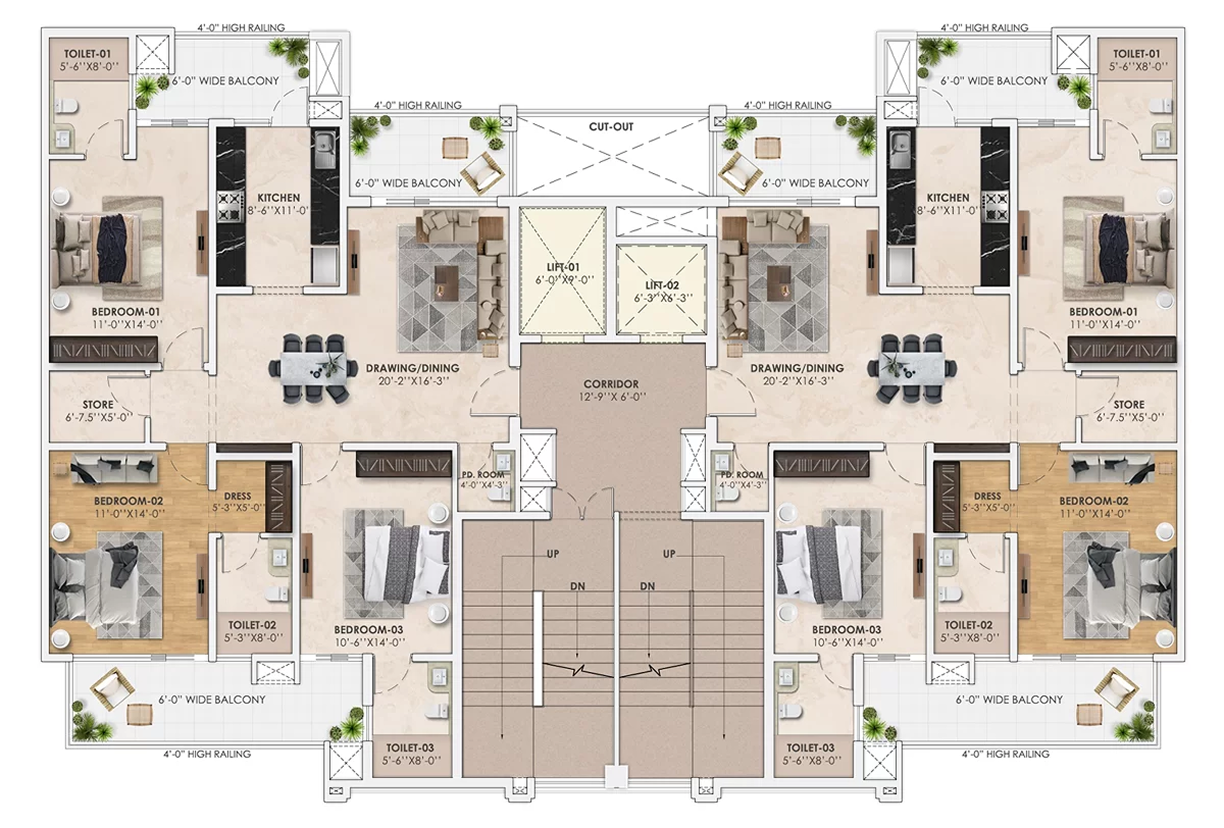 4'-0" HIGH RAILING
4'-0" HIGH RAILING
TOILET-01
5'-6''X8'-0''
6'-0" WIDE BALCONY
6'-0" WIDE BALCONY
TOILET-01
5'-6''X8'-0''
4'-0" HIGH RAILING
4'-0" HIGH RAILING
CUT-OUT
6'-0" WIDE BALCONY
6'-0" WIDE BALCONY
KITCHEN
8'-6''X11'-0'
KITCHEN
8'-6''X11'-0'
LIFT-01
6'-0''X9'-0''
LIFT-02
6'-3''X6'-3''
BEDROOM-01
11'-0''X14'-0''
BEDROOM-01
11'-0''X14'-0''
DRAWING/DINING
20'-2''X16'-3''
CORRIDOR
12'-9''X 6'-0''
DRAWING/DINING
20'-2''X16'-3''
STORE
6'-7.5''X5'-0''
STORE
6'-7.5''X5'-0''
PD. ROOM
4'-0''X4'-3''
PD. ROOM
4'-0''X4'-3''
BEDROOM-02
11'-0''X14'-0''
DRESS
5'-3''X5'-0''
DRESS
5'-3''X5'-0''
BEDROOM-02
11'-0''X14'-0''
UP
UP
DN
DN
TOILET-02
5'-3''X8'-0''
BEDROOM-03
10'-6''X14'-0''
BEDROOM-03
10'-6''X14'-0''
TOILET-02
5'-3''X8'-0''
6'-0" WIDE BALCONY
6'-0" WIDE BALCONY
4'-0" HIGH RAILING
TOILET-03
5'-6''X8'-0''
TOILET-03
5'-6''X8'-0''
4'-0" HIGH RAILING